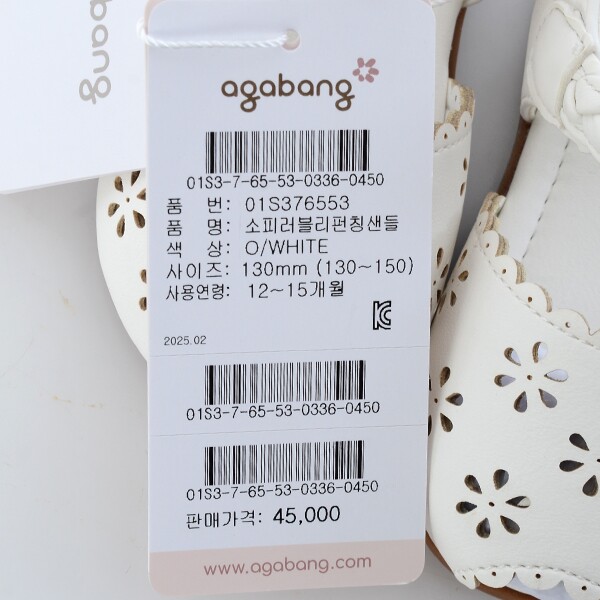 bang
agabang
01S3-7-65-53-0336-0450
품 번: 01S376553
품 명: 소피러블리펀칭샌들
색 상: O/WHITE
사이즈: 130mm (130~150)
사용연령: 12~15개월
2025.02
01S3-7-65-53-0336-0450
01S3-7-65-53-0336-0450
판매가격: 45,000
www.agabang.com